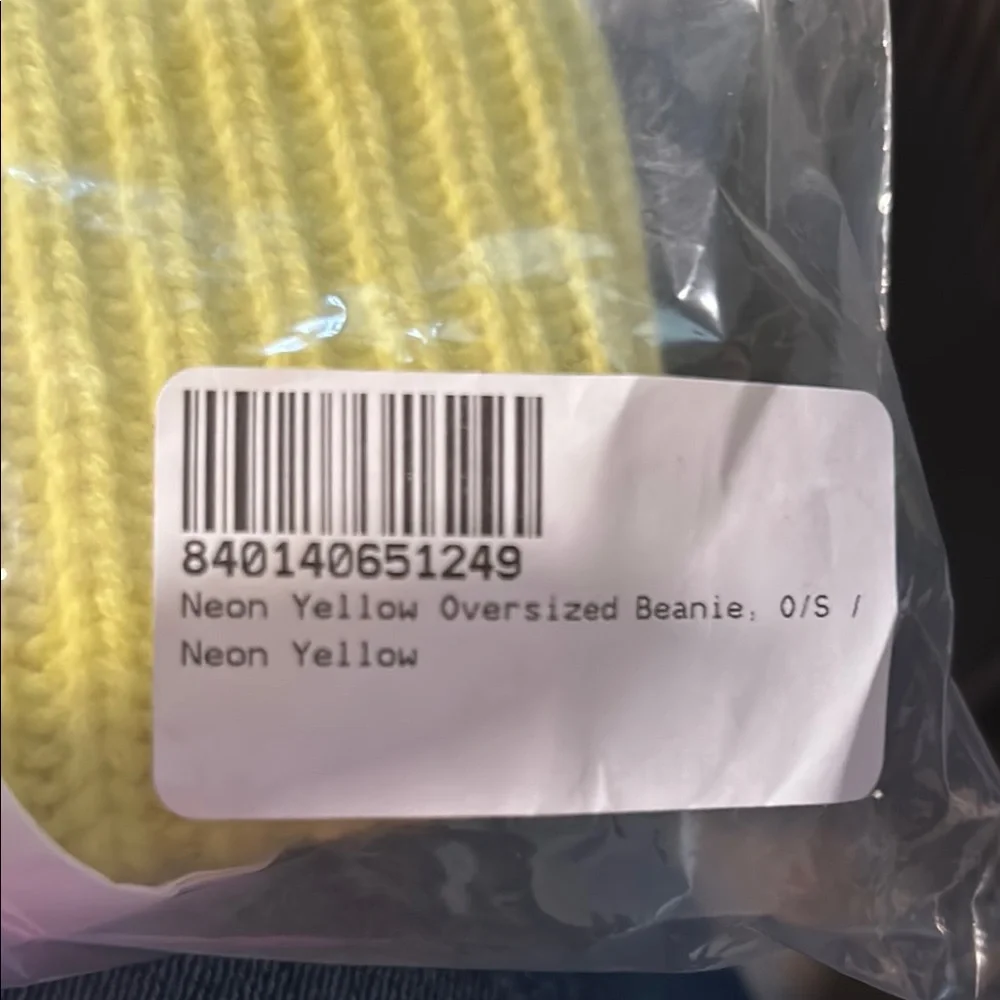 840140651249
Neon Yellow Oversized Beanie, O/S /
Neon Yellow